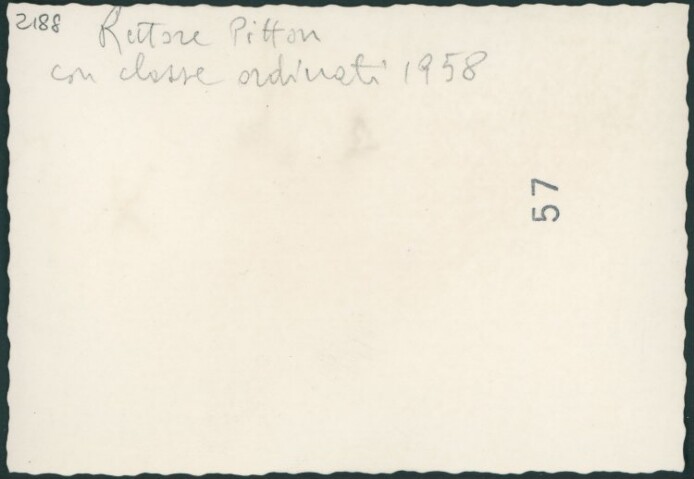 2188
Rettore Pitton
con classe ordinati 1958
57